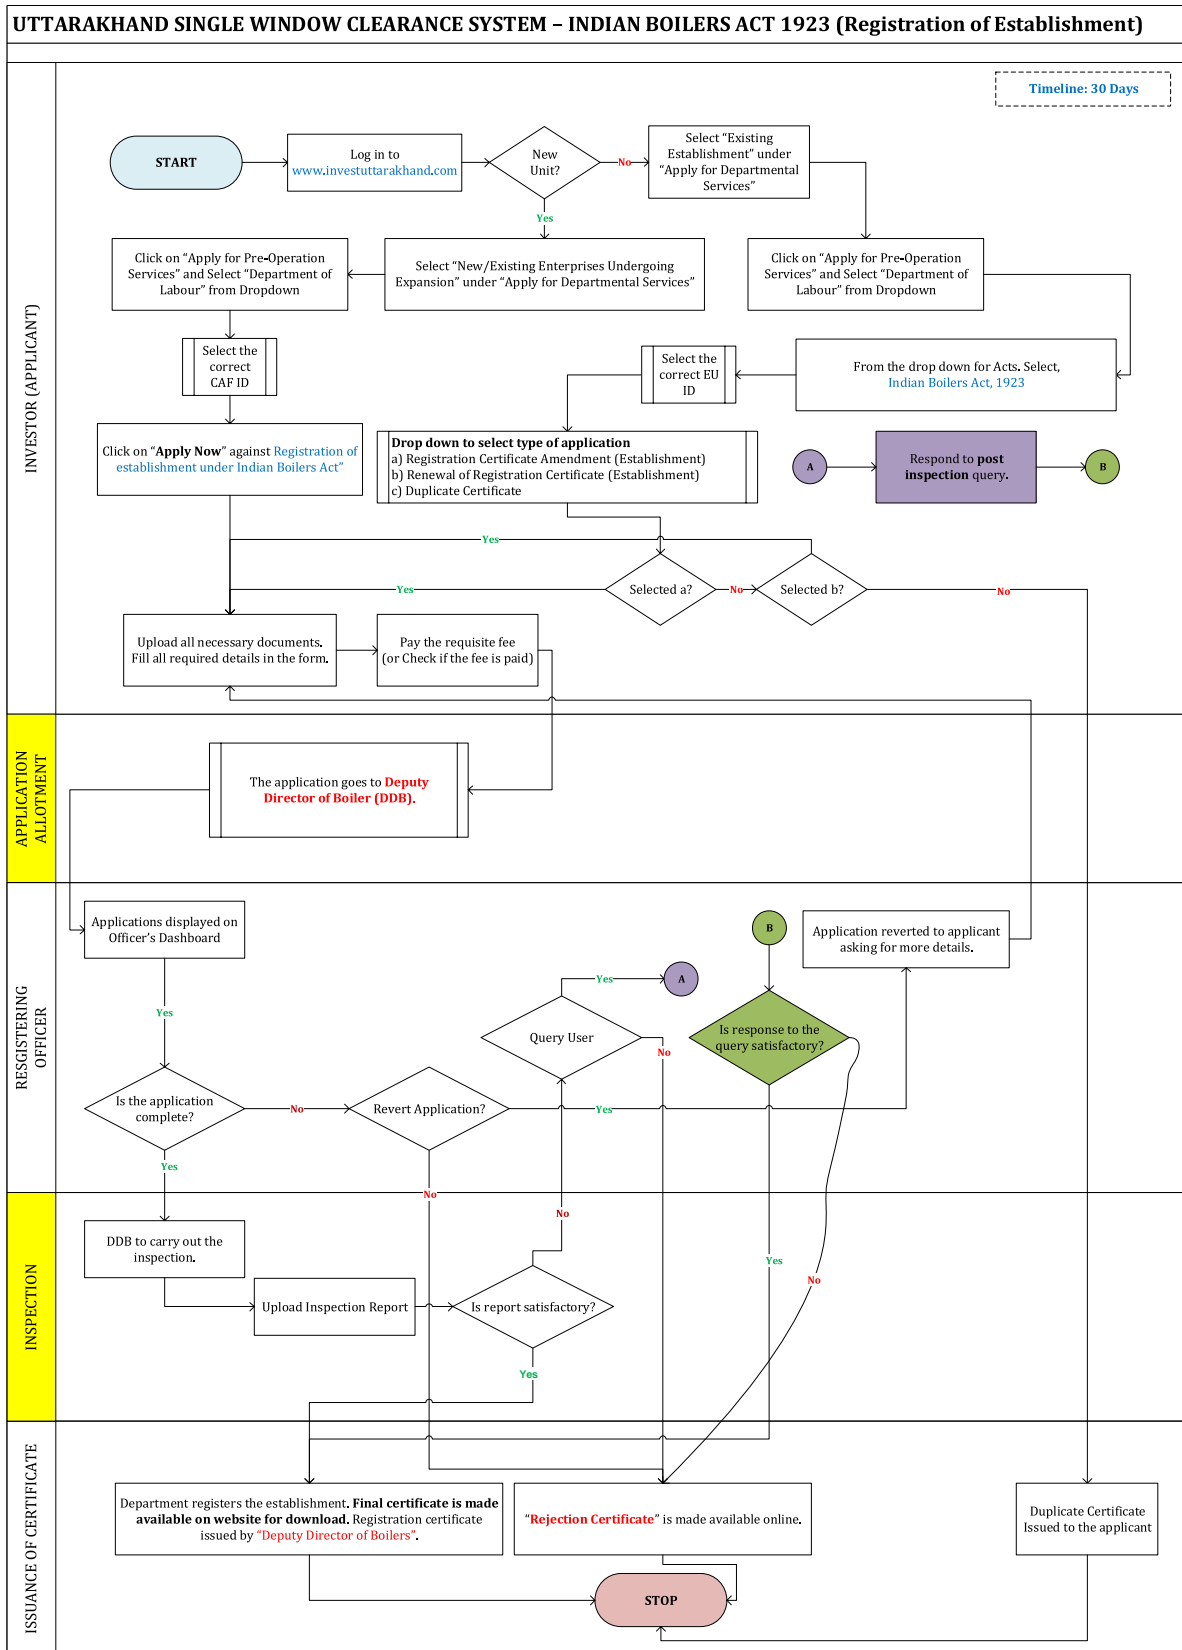 UTTARAKHAND SINGLE WINDOW CLEARANCE SYSTEM – INDIAN BOILERS ACT 1923 (Registration of Establishment)
Timeline: 30 Days
INVESTOR (APPLICANT)
START
Log in to
www.investuttarakhand.com
New
Unit?
No
Select “Existing
Establishment” under
“Apply for Departmental
Services”
Yes
Click on “Apply for Pre-Operation
Services” and Select “Department of
Labour” from Dropdown
Select “New/Existing Enterprises Undergoing
Expansion” under “Apply for Departmental Services”
Click on “Apply for Pre-Operation
Services” and Select “Department of
Labour” from Dropdown
Select the
correct
CAF ID
Select the
correct EU
ID
From the drop down for Acts. Select,
Indian Boilers Act, 1923
Click on “Apply Now” against Registration of
establishment under Indian Boilers Act”
Drop down to select type of application
a) Registration Certificate Amendment (Establishment)
b) Renewal of Registration Certificate (Establishment)
c) Duplicate Certificate
A
Respond to post
inspection query.
B
Yes
Yes
Selected a?
No
Selected b?
No
Upload all necessary documents.
Fill all required details in the form.
Pay the requisite fee
(or Check if the fee is paid)
APPLICATION
ALLOTMENT
The application goes to Deputy
Director of Boiler (DDB).
RESGISTERING
OFFICER
Applications displayed on
Officer’s Dashboard
B
Application reverted to applicant
asking for more details.
Yes
Yes
A
Query User
No
Is response to the
query satisfactory?
Is the application
complete?
No
Revert Application?
Yes
Yes
No
INSPECTION
No
DDB to carry out the
inspection.
Yes
No
Upload Inspection Report
Is report satisfactory?
Yes
ISSUANCE OF CERTIFICATE
Department registers the establishment. Final certificate is made
available on website for download. Registration certificate
issued by “Deputy Director of Boilers”.
“Rejection Certificate” is made available online.
Duplicate Certificate
Issued to the applicant
STOP